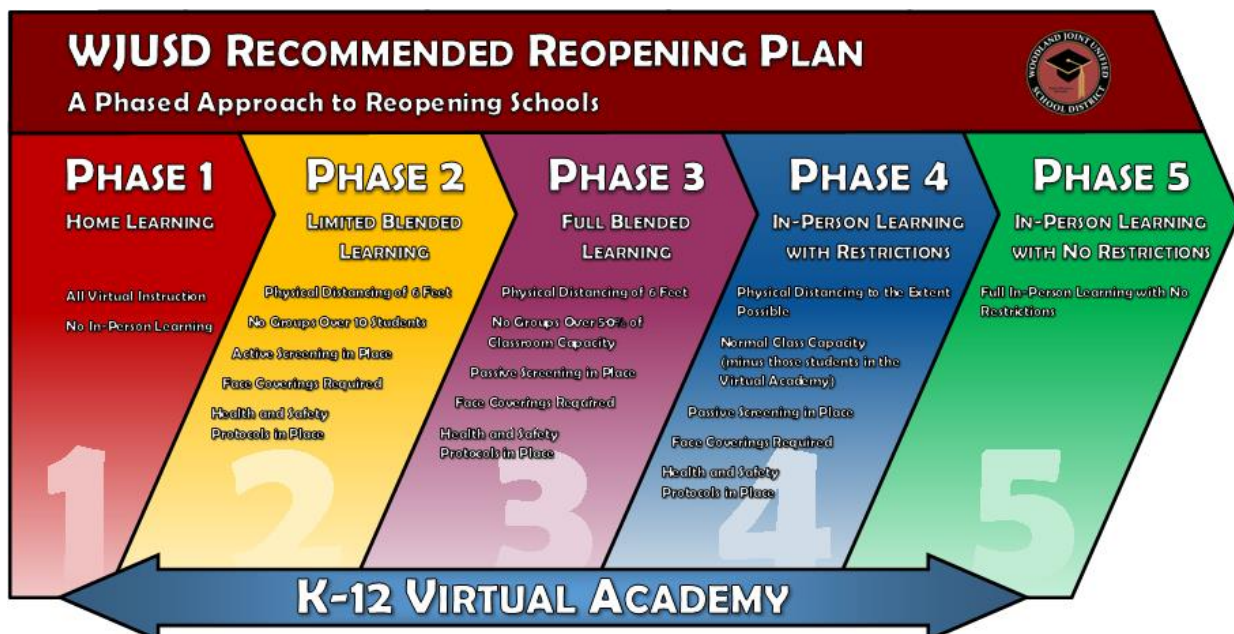 WJUSD RECOMMENDED REOPENING PLAN
A Phased Approach to Reopening Schools
WOODLAND JOINT UNIFIED
SCHOOL DISTRICT
PHASE 1
HOME LEARNING
All Virtual Instruction
No In-Person Learning
1
PHASE 2
LIMITED BLENDED
LEARNING
Physical Distancing of 6 Feet
No Groups Over 10 Students
Active Screening in Place
Face Coverings Required
Health and Safety
Protocols in Place
2
PHASE 3
FULL BLENDED
LEARNING
Physical Distancing of 6 Feet
No Groups Over 50% of
Classroom Capacity
Passive Screening in Place
Face Coverings Required
Health and Safety
Protocols in Place
3
PHASE 4
IN-PERSON LEARNING
WITH RESTRICTIONS
Physical Distancing to the Extent
Possible
Normal Class Capacity
(minus those students in the
Virtual Academy)
Passive Screening in Place
Face Coverings Required
Health and Safety
Protocols in Place
4
PHASE 5
IN-PERSON LEARNING
WITH NO RESTRICTIONS
Full In-Person Learning with No
Restrictions
5
K-12 VIRTUAL ACADEMY